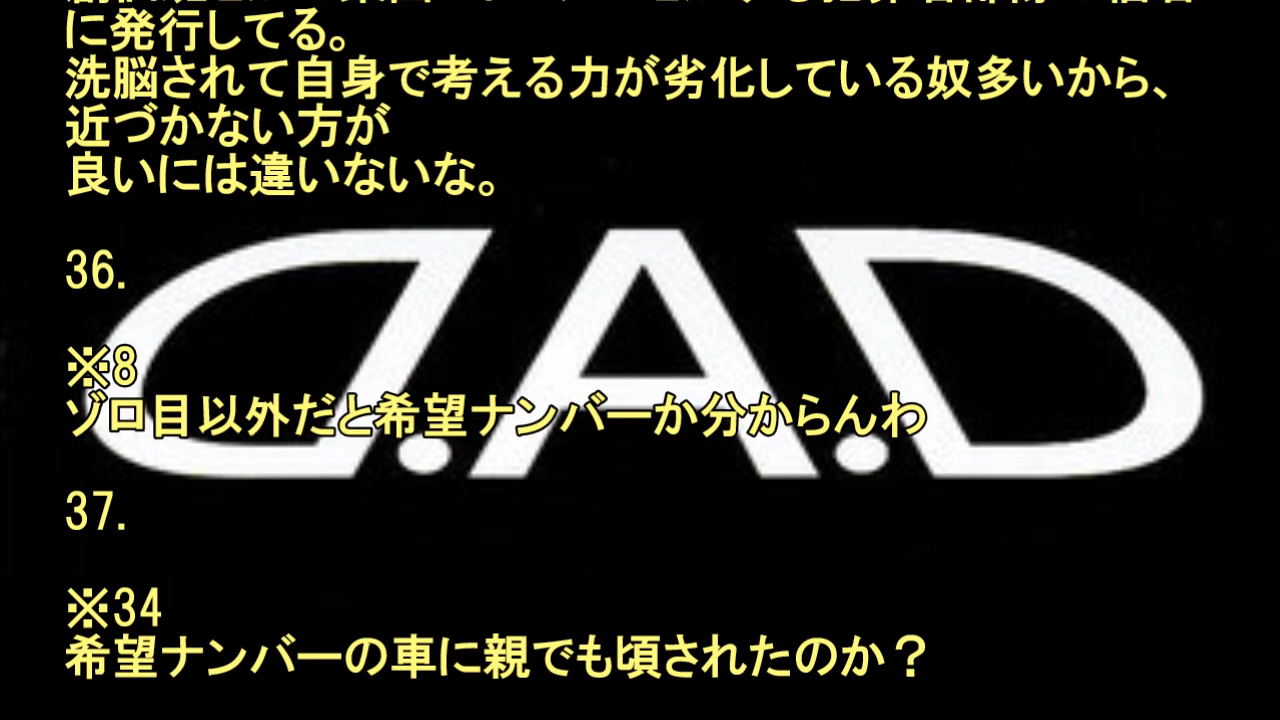 に発行してる。
洗脳されて自身で考える力が劣化している奴多いから、
近づかない方が
良いには違いないな。
36.
D.A.D
※8
ゾロ目以外だと希望ナンバーか分からんわ
37.
※34
希望ナンバーの車に親でも頃されたのか？